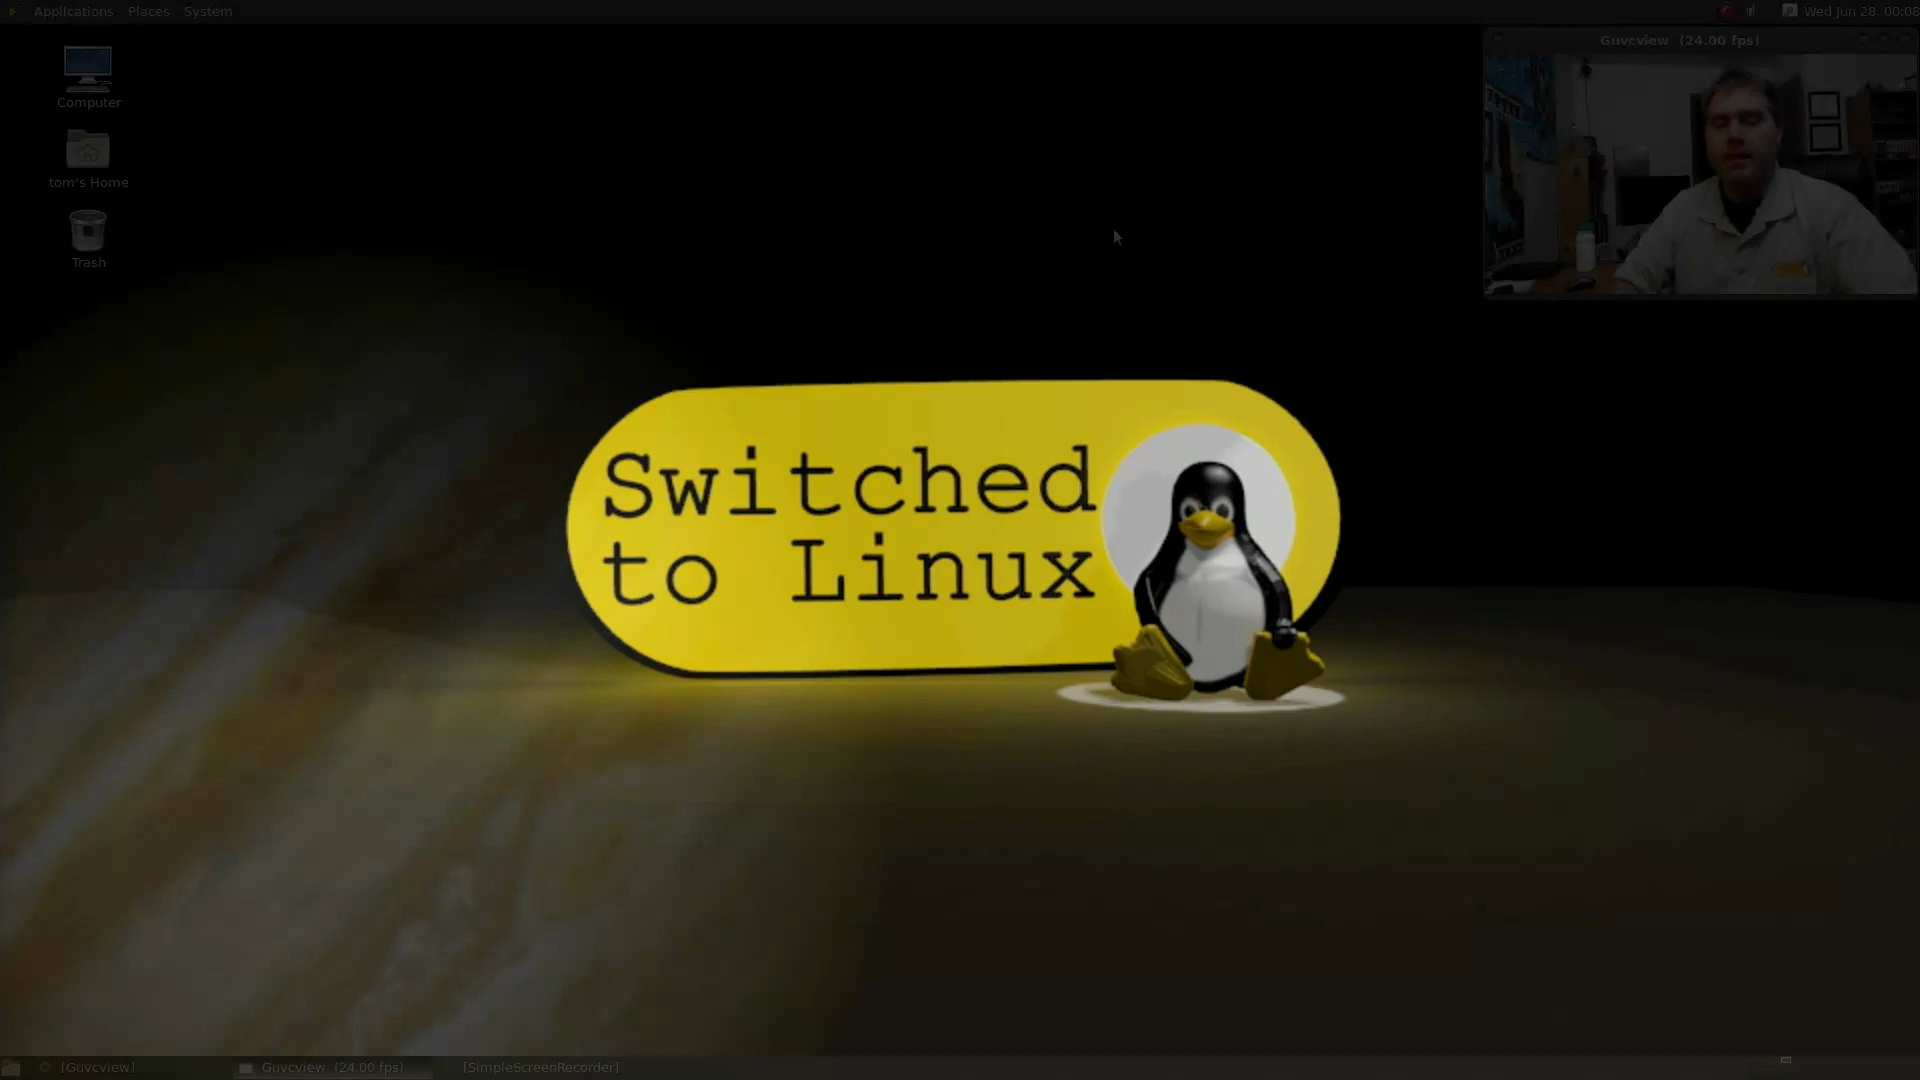 Applications Places System
Wed Jun 28, 00:08
Guvcview (24.00 fps)
Computer
tom's Home
Trash
Switched
to Linux
[Guvcview]
Guvcview (24.00 fps)
[SimpleScreenRecorder]